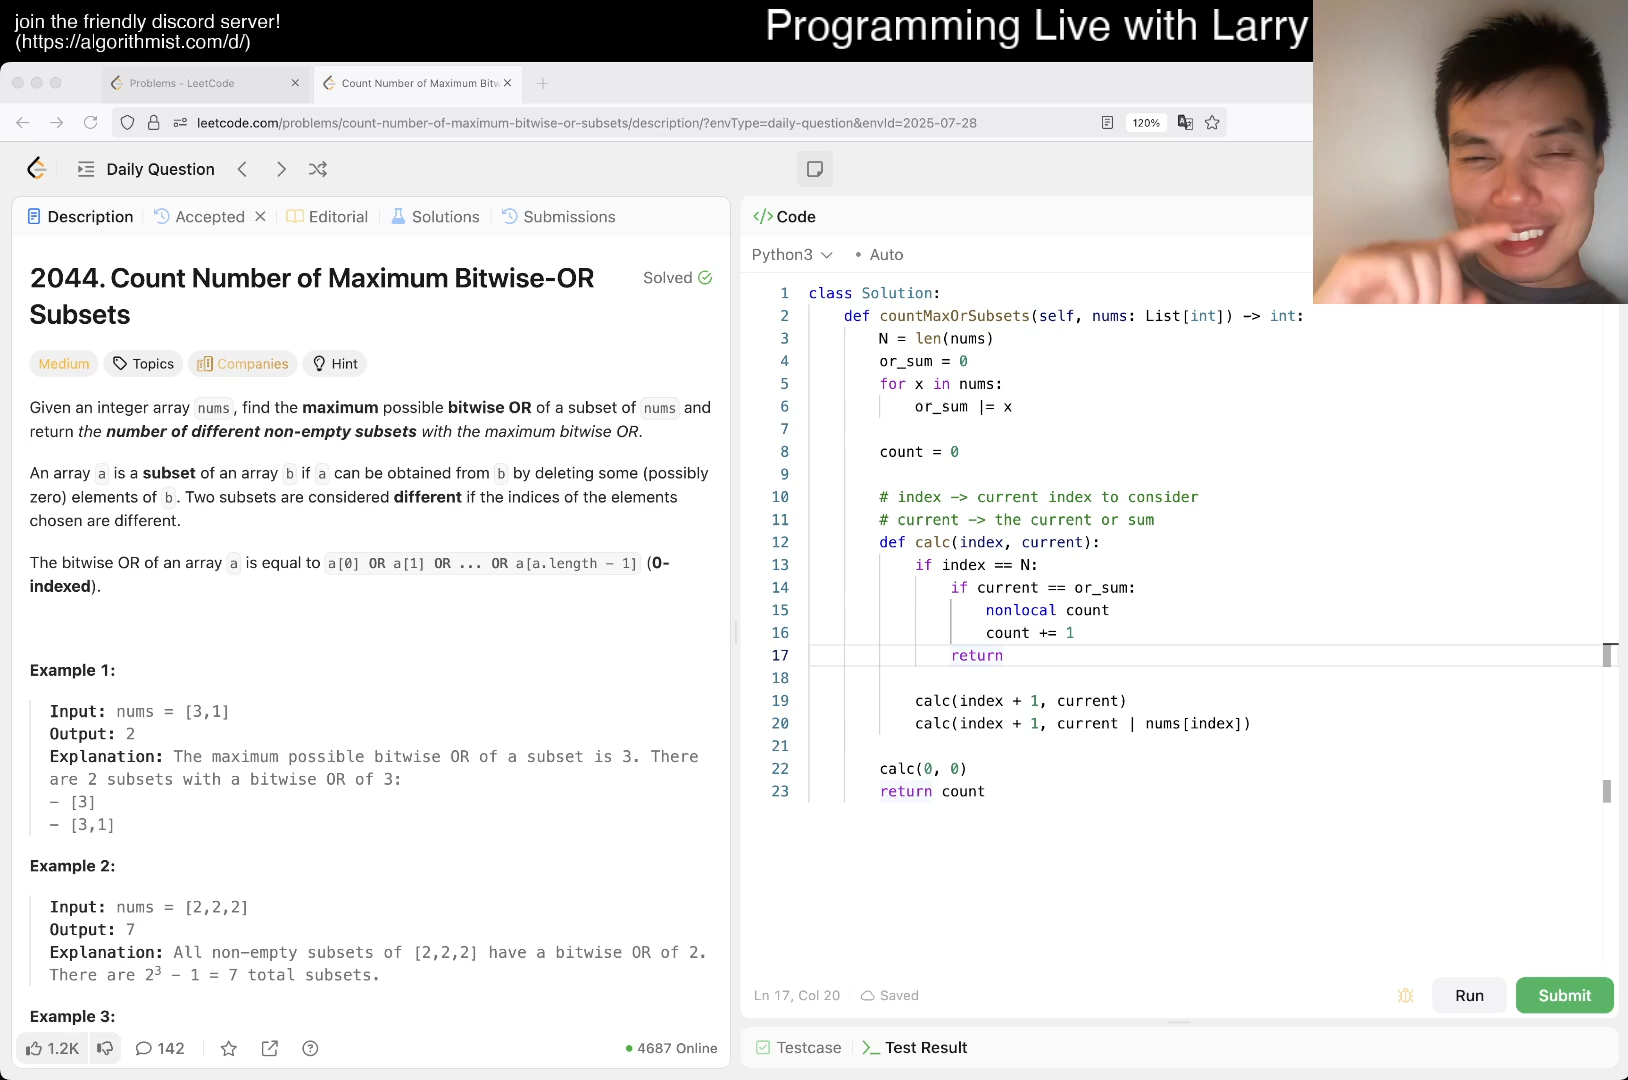 join the friendly discord server!
(https://algorithmist.com/d/)
Programming Live with Larry
Problems - LeetCode
Count Number of Maximum Bitw
leetcode.com/problems/count-number-of-maximum-bitwise-or-subsets/description/?envType=daily-question&envId=2025-07-28
120%
Daily Question
Description
Accepted
Editorial
Solutions
Submissions
2044. Count Number of Maximum Bitwise-OR
Subsets
Solved
Medium
Topics
Companies
Hint
Given an integer array nums, find the maximum possible bitwise OR of a subset of nums and
return the number of different non-empty subsets with the maximum bitwise OR.
An array a is a subset of an array b if a can be obtained from b by deleting some (possibly
zero) elements of b. Two subsets are considered different if the indices of the elements
chosen are different.
The bitwise OR of an array a is equal to a[0] OR a[1] OR ... OR a[a.length - 1] (0-
indexed).
Example 1:
Input: nums = [3,1]
Output: 2
Explanation: The maximum possible bitwise OR of a subset is 3. There
are 2 subsets with a bitwise OR of 3:
- [3]
- [3,1]
Example 2:
Input: nums = [2,2,2]
Output: 7
Explanation: All non-empty subsets of [2,2,2] have a bitwise OR of 2.
There are 2³ - 1 = 7 total subsets.
Example 3:
1.2K
142
4687 Online
</> Code
Python3
• Auto
1 class Solution:
2 def countMaxOrSubsets(self, nums: List[int]) -> int:
3 N = len(nums)
4 or_sum = 0
5 for x in nums:
6 or_sum |= x
7
8 count = 0
9
10 # index -> current index to consider
11 # current -> the current or sum
12 def calc(index, current):
13 if index == N:
14 if current == or_sum:
15 nonlocal count
16 count += 1
17 return
18
19 calc(index + 1, current)
20 calc(index + 1, current | nums[index])
21
22 calc(0, 0)
23 return count
Ln 17, Col 20
Saved
Run
Submit
Testcase
Test Result